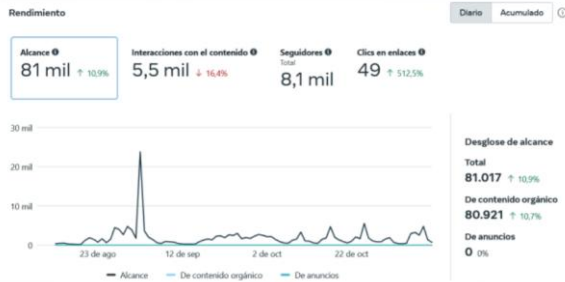 Rendimiento
Diario Acumulado
Alcance
81 mil ↑ 10,9%
Interacciones con el contenido
5,5 mil ↓ 16,4%
Seguidores
Total
8,1 mil
Clics en enlaces
49 ↑ 512,5%
30 mil
20 mil
10 mil
0
23 de ago 12 de sep 2 de oct 22 de oct
Alcance De contenido orgánico De anuncios
Desglose de alcance
Total
81.017 ↑ 10,9%
De contenido orgánico
80.921 ↑ 10,7%
De anuncios
0 0%